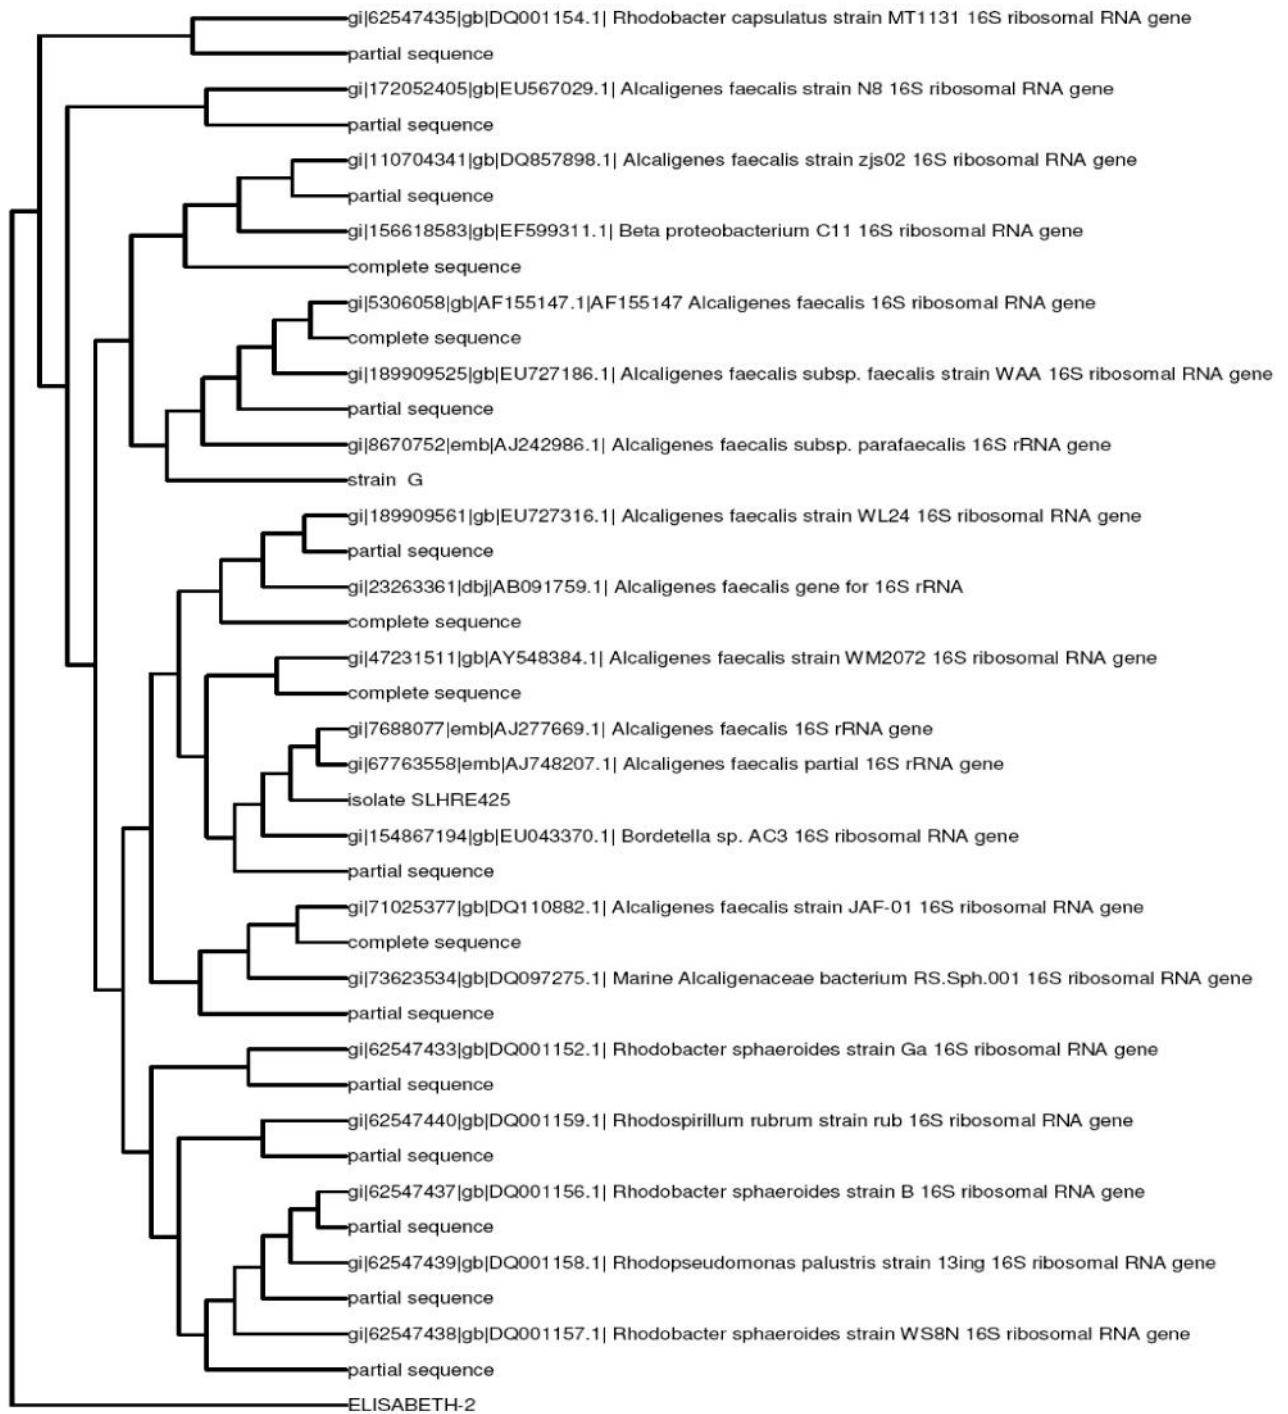 gi|62547435|gb|DQ001154.1| Rhodobacter capsulatus strain MT1131 16S ribosomal RNA gene
partial sequence
gi|172052405|gb|EU567029.1| Alcaligenes faecalis strain N8 16S ribosomal RNA gene
partial sequence
gi|110704341|gb|DQ857898.1| Alcaligenes faecalis strain zjs02 16S ribosomal RNA gene
partial sequence
gi|156618583|gb|EF599311.1| Beta proteobacterium C11 16S ribosomal RNA gene
complete sequence
gi|5306058|gb|AF155147.1|AF155147 Alcaligenes faecalis 16S ribosomal RNA gene
complete sequence
gi|189909525|gb|EU727186.1| Alcaligenes faecalis subsp. faecalis strain WAA 16S ribosomal RNA gene
partial sequence
gi|8670752|emb|AJ242986.1| Alcaligenes faecalis subsp. parafaecalis 16S rRNA gene
strain G
gi|189909561|gb|EU727316.1| Alcaligenes faecalis strain WL24 16S ribosomal RNA gene
partial sequence
gi|23263361|dbj|AB091759.1| Alcaligenes faecalis gene for 16S rRNA
complete sequence
gi|47231511|gb|AY548384.1| Alcaligenes faecalis strain WM2072 16S ribosomal RNA gene
complete sequence
gi|7688077|emb|AJ277669.1| Alcaligenes faecalis 16S rRNA gene
gi|67763558|emb|AJ748207.1| Alcaligenes faecalis partial 16S rRNA gene
isolate SLHRE425
gi|154867194|gb|EU043370.1| Bordetella sp. AC3 16S ribosomal RNA gene
partial sequence
gi|71025377|gb|DQ110882.1| Alcaligenes faecalis strain JAF-01 16S ribosomal RNA gene
complete sequence
gi|73623534|gb|DQ097275.1| Marine Alcaligenaceae bacterium RS.Sph.001 16S ribosomal RNA gene
partial sequence
gi|62547433|gb|DQ001152.1| Rhodobacter sphaeroides strain Ga 16S ribosomal RNA gene
partial sequence
gi|62547440|gb|DQ001159.1| Rhodospirillum rubrum strain rub 16S ribosomal RNA gene
partial sequence
gi|62547437|gb|DQ001156.1| Rhodobacter sphaeroides strain B 16S ribosomal RNA gene
partial sequence
gi|62547439|gb|DQ001158.1| Rhodopseudomonas palustris strain 13ing 16S ribosomal RNA gene
partial sequence
gi|62547438|gb|DQ001157.1| Rhodobacter sphaeroides strain WS8N 16S ribosomal RNA gene
partial sequence
ELISABETH-2